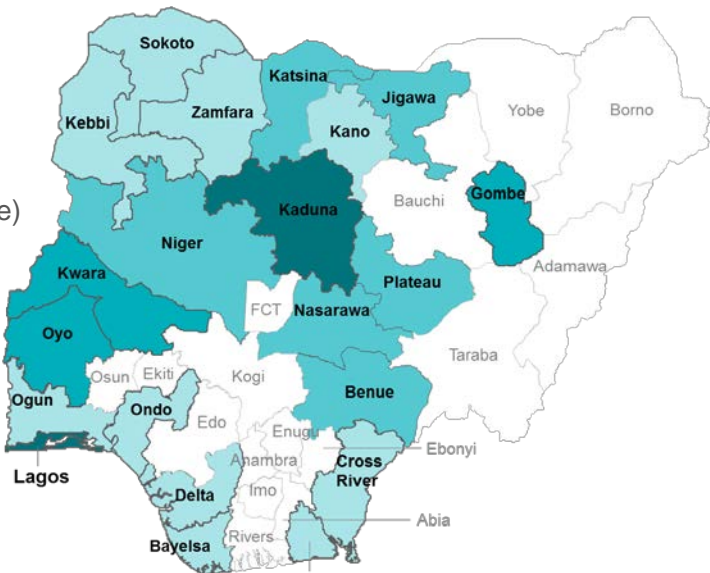 Sokoto
Katsina
Jigawa
Yobe
Borno
Kebbi
Zamfara
Kano
e)
Kaduna
Bauchi
Gombe
Niger
Adamawa
Kwara
Plateau
FCT
Nasarawa
Oyo
Taraba
Osun
Ekiti
Kogi
Benue
Ogun
Ondo
Edo
Enugu
Ebonyi
Anambra
Cross
River
Lagos
Delta
Imo
Abia
Bayelsa
Rivers